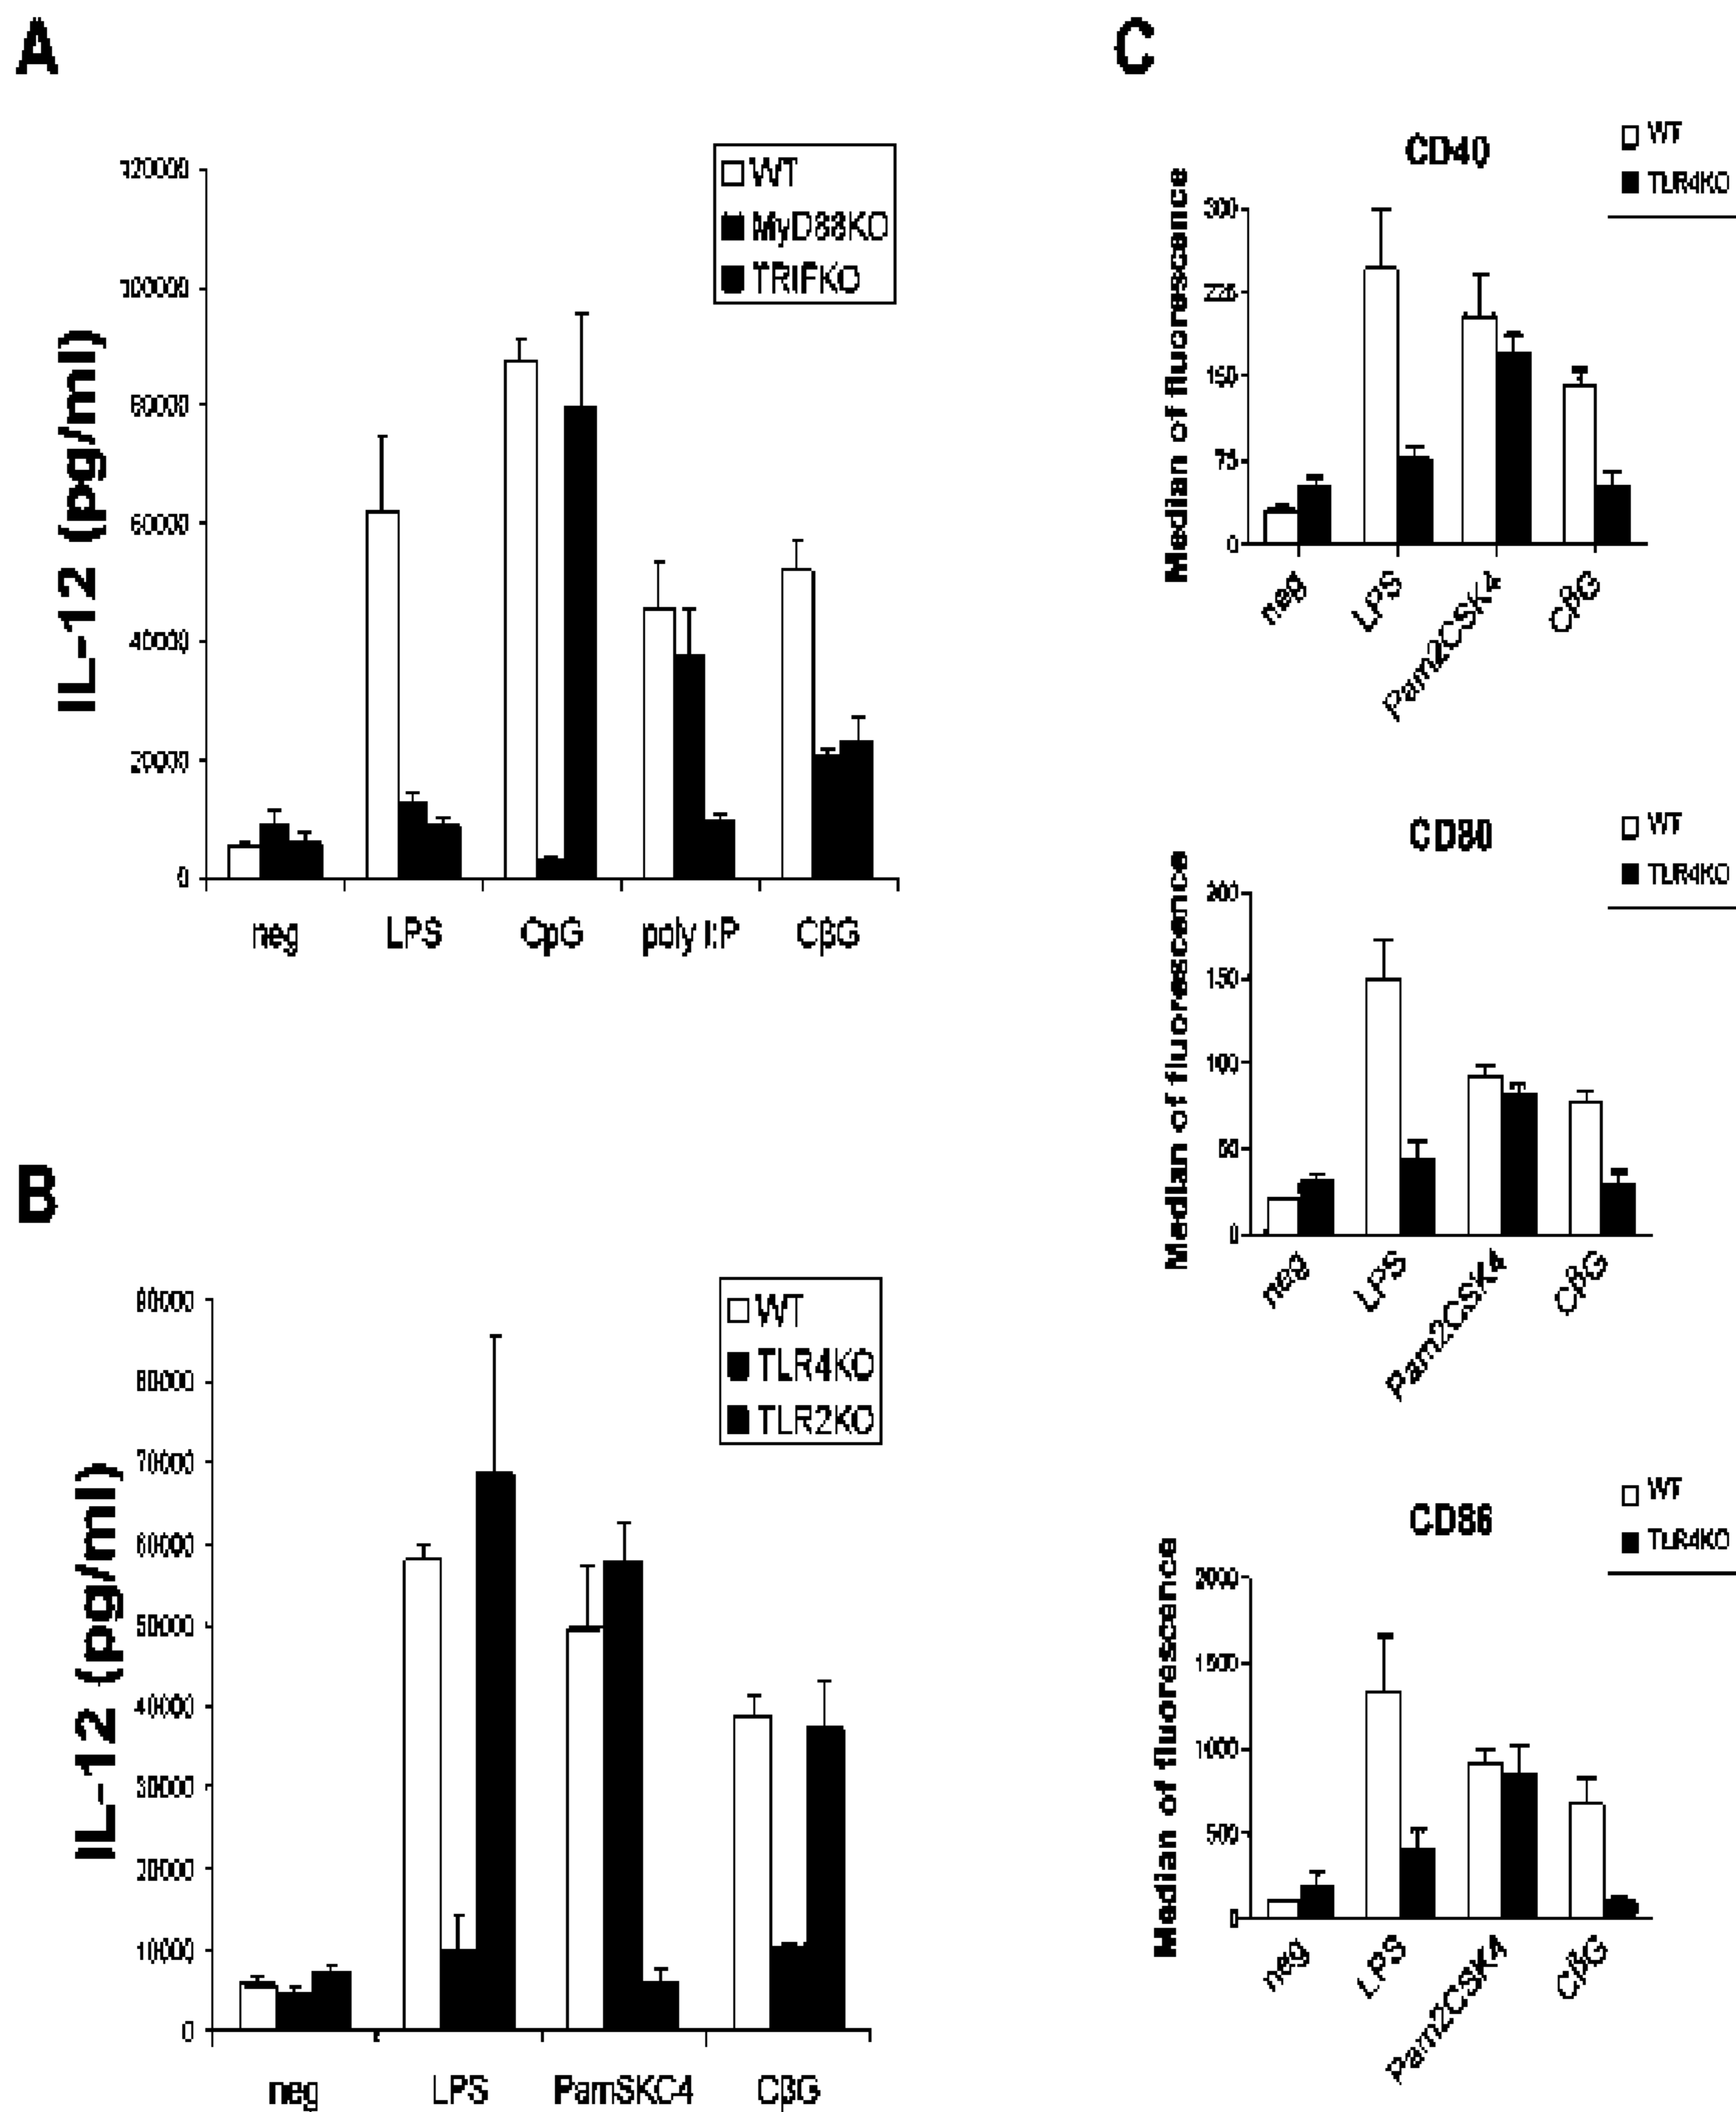 A
IL-12 (pg/ml)
120000
100000
80000
60000
40000
20000
0
WT
MyD88KO
TRIFKO
neg
LPS
CpG
poly I:P
CβG
B
IL-12 (pg/ml)
90000
80000
70000
60000
50000
40000
30000
20000
10000
0
WT
TLR4KO
TLR2KO
neg
LPS
PamSKC4
CβG
C
CD40
WT
TLR4KO
Median of fluorescence
300
225
150
75
0
neg
LPS
Pam2CSK4
CβG
CD80
WT
TLR4KO
Median of fluorescence
200
150
100
50
0
neg
LPS
Pam2CSK4
CβG
CD86
WT
TLR4KO
Median of fluorescence
2000
1500
1000
500
0
neg
LPS
Pam2CSK4
CβG